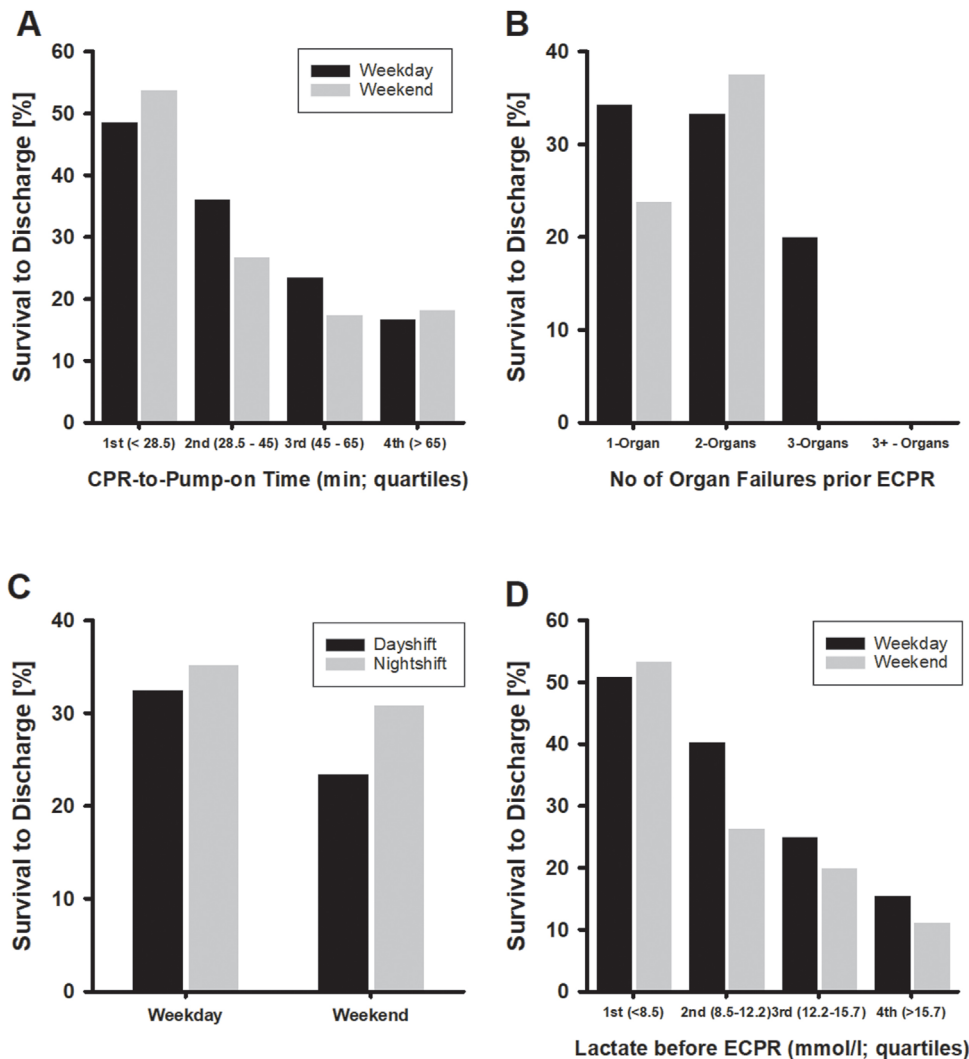 A
Survival to Discharge [%]
60
50
40
30
20
10
0
Weekday
Weekend
1st (< 28.5) 2nd (28.5 - 45) 3rd (45 - 65) 4th (> 65)
CPR-to-Pump-on Time (min; quartiles)
B
Survival to Discharge [%]
40
30
20
10
0
1-Organ 2-Organs 3-Organs 3+ - Organs
No of Organ Failures prior ECPR
C
Survival to Discharge [%]
40
30
20
10
0
Dayshift
Nightshift
Weekday Weekend
D
Survival to Discharge [%]
60
50
40
30
20
10
0
Weekday
Weekend
1st (<8.5) 2nd (8.5-12.2) 3rd (12.2-15.7) 4th (>15.7)
Lactate before ECPR (mmol/l; quartiles)